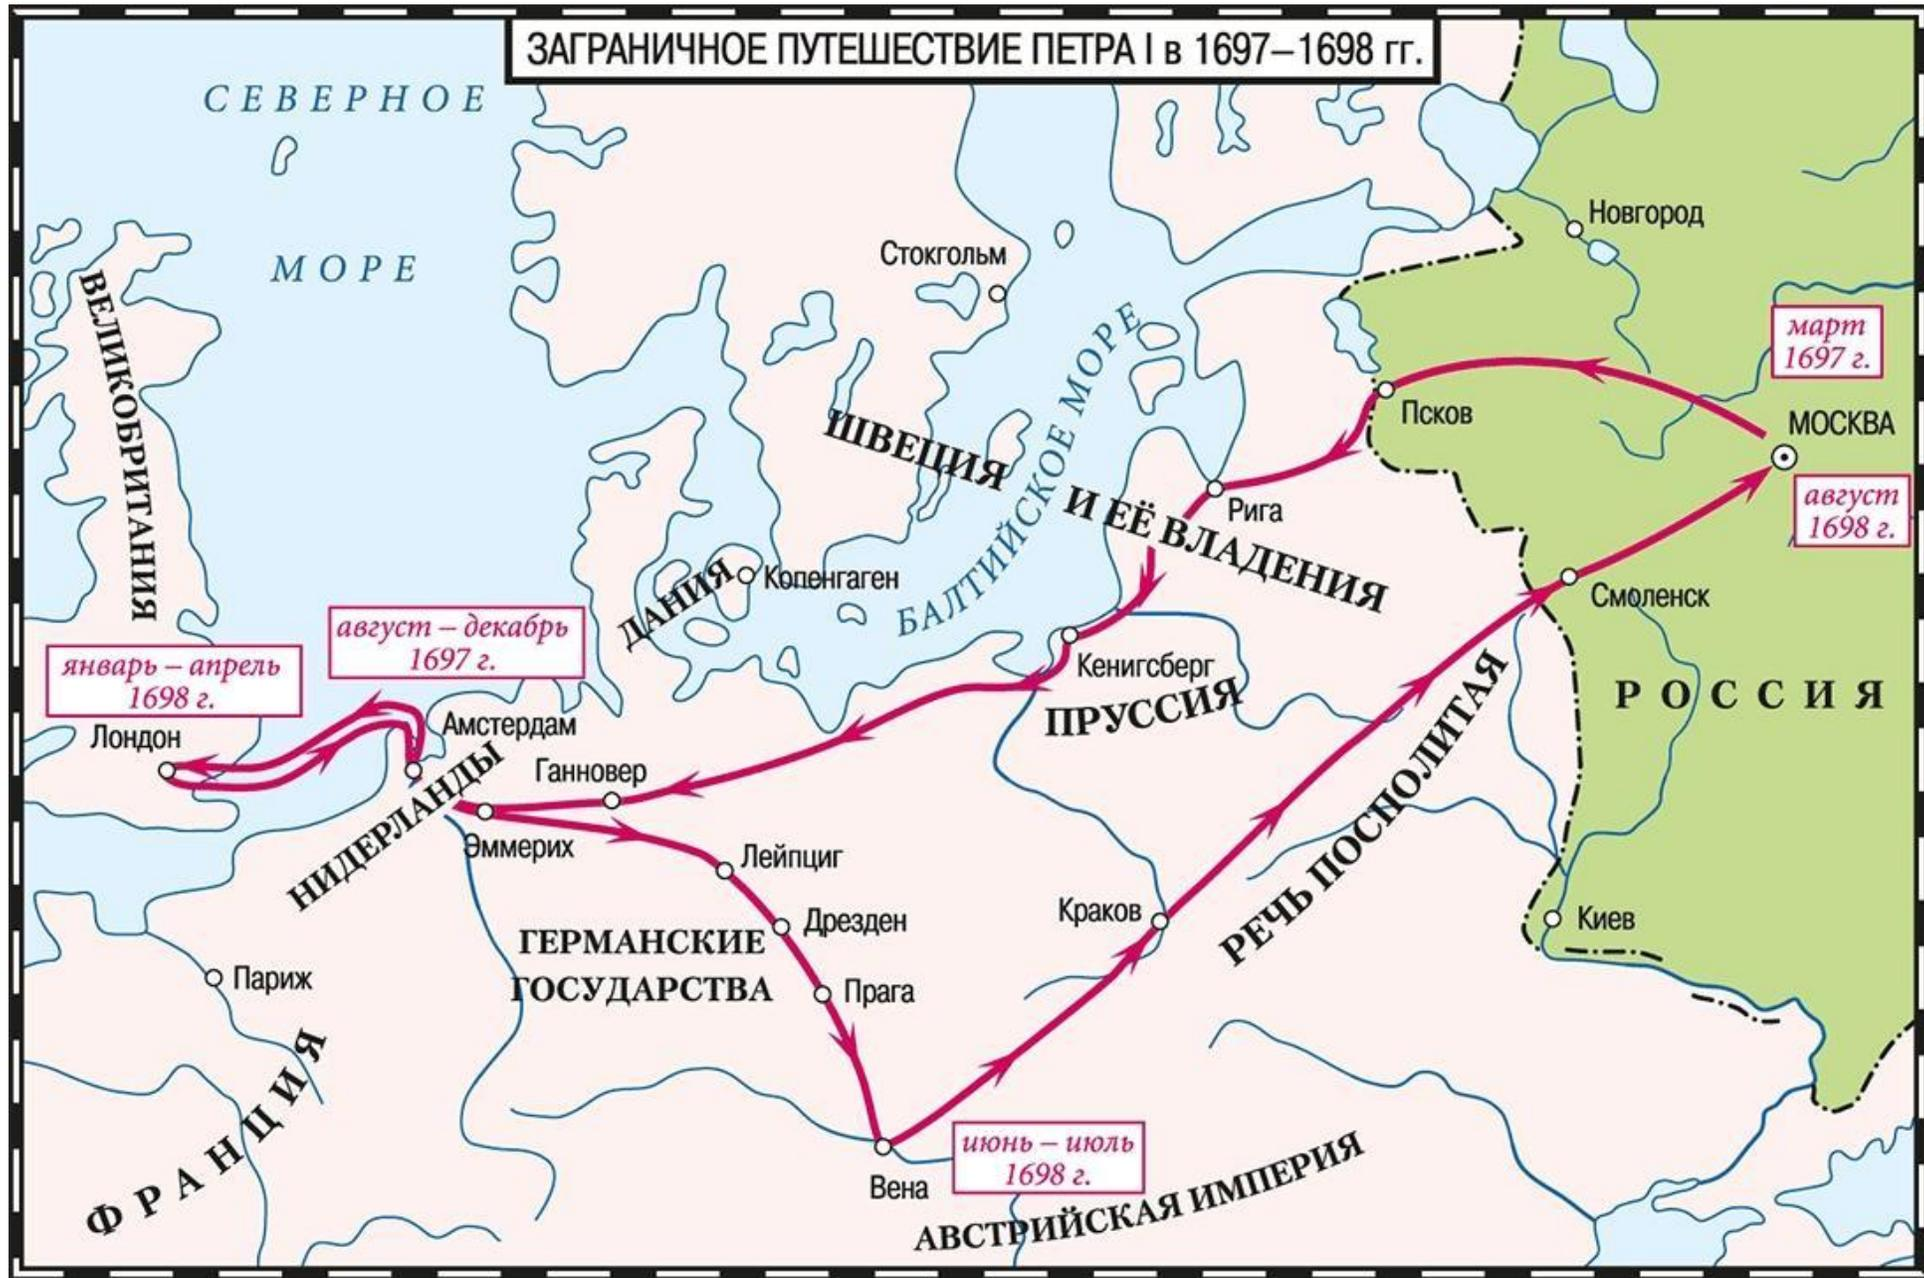 ЗАГРАНИЧНОЕ ПУТЕШЕСТВИЕ ПЕТРА I в 1697–1698 гг.
СЕВЕРНОЕ
МОРЕ
ВЕЛИКОБРИТАНИЯ
Стокгольм
Новгород
март
1697 г.
МОСКВА
август
1698 г.
Псков
БАЛТИЙСКОЕ МОРЕ
ШВЕЦИЯ И ЕЁ ВЛАДЕНИЯ
Рига
ДАНИЯ
Копенгаген
Смоленск
август – декабрь
1697 г.
январь – апрель
1698 г.
Кенигсберг
ПРУССИЯ
РОССИЯ
Лондон
Амстердам
НИДЕРЛАНДЫ
Ганновер
Эммерих
Лейпциг
РЕЧЬ ПОСПОЛИТАЯ
Краков
Киев
Дрезден
ГЕРМАНСКИЕ
ГОСУДАРСТВА
Париж
Прага
ФРАНЦИЯ
июнь – июль
1698 г.
Вена
АВСТРИЙСКАЯ ИМПЕРИЯ